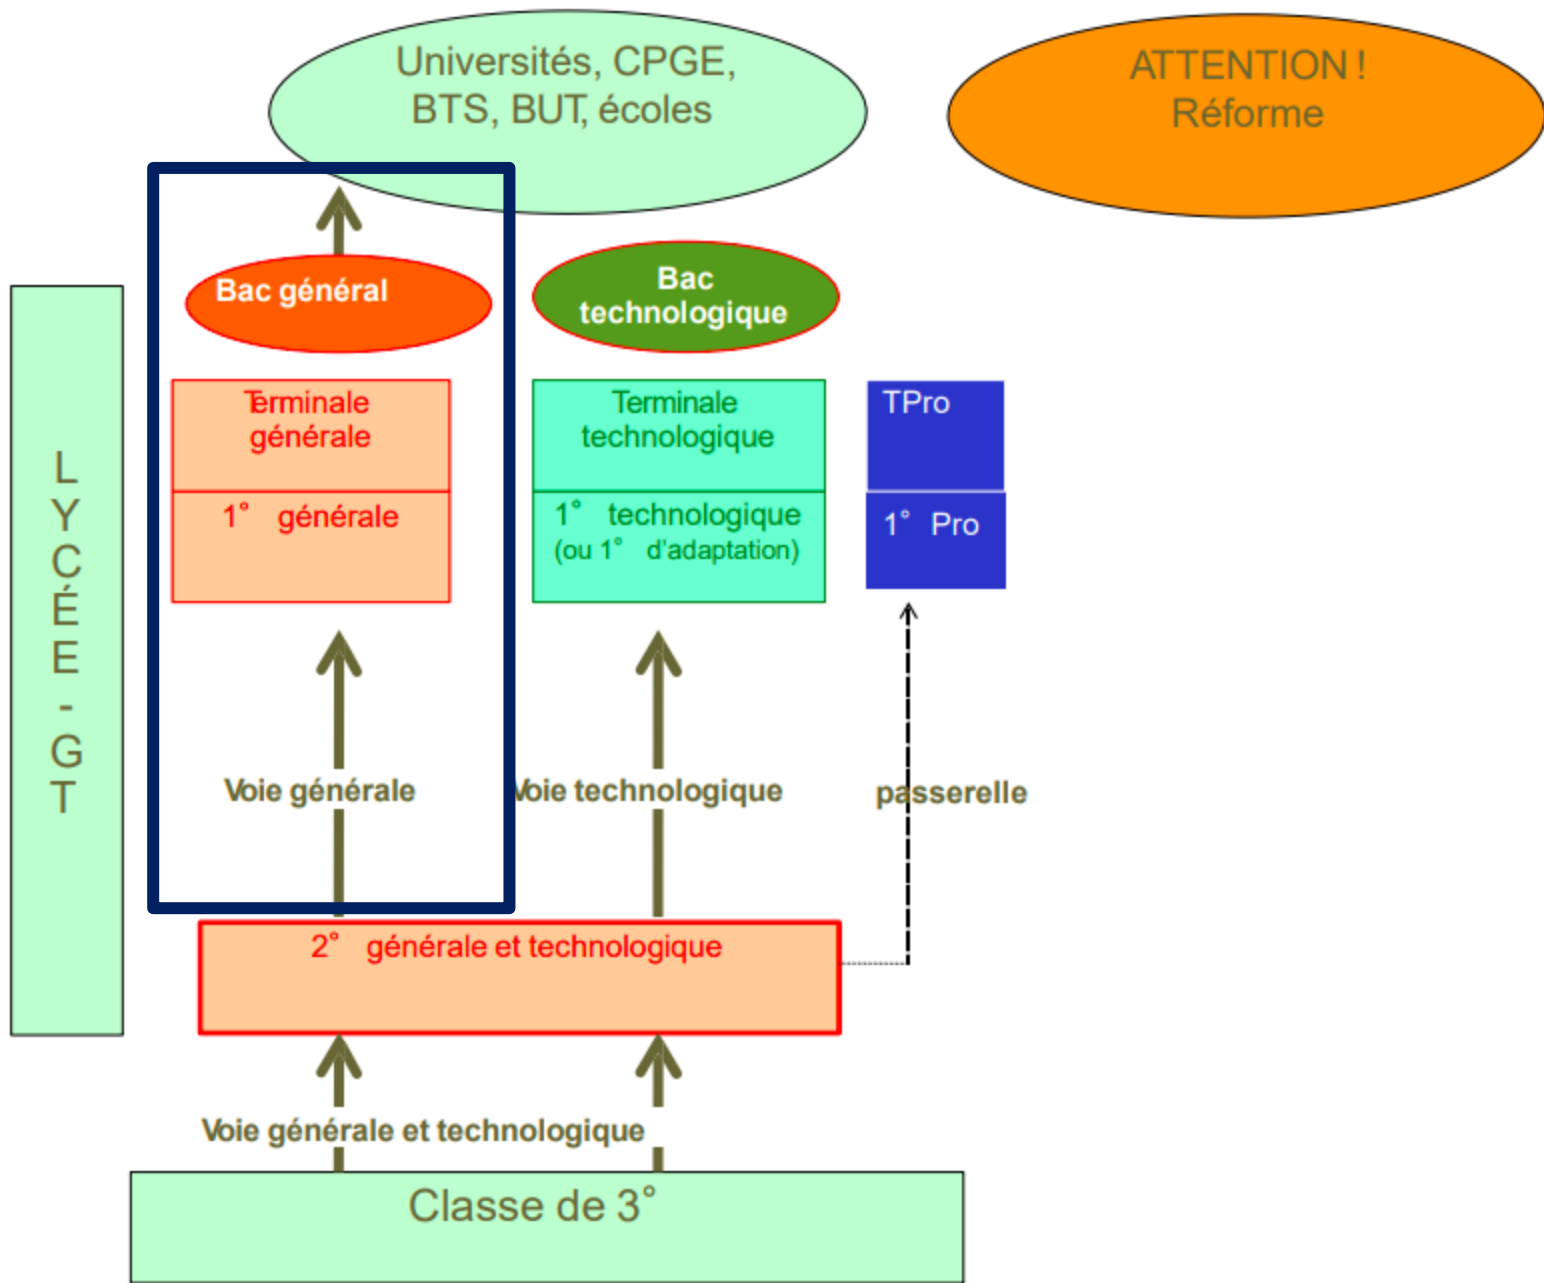 Universités, CPGE,
BTS, BUT, écoles
ATTENTION !
Réforme
Bac général
Bac
technologique
Terminale
générale
Terminale
technologique
TPro
1° générale
1° technologique
(ou 1° d'adaptation)
1° Pro
LYCÉE - GT
Voie générale
Voie technologique
passerelle
2° générale et technologique
Voie générale et technologique
Classe de 3°